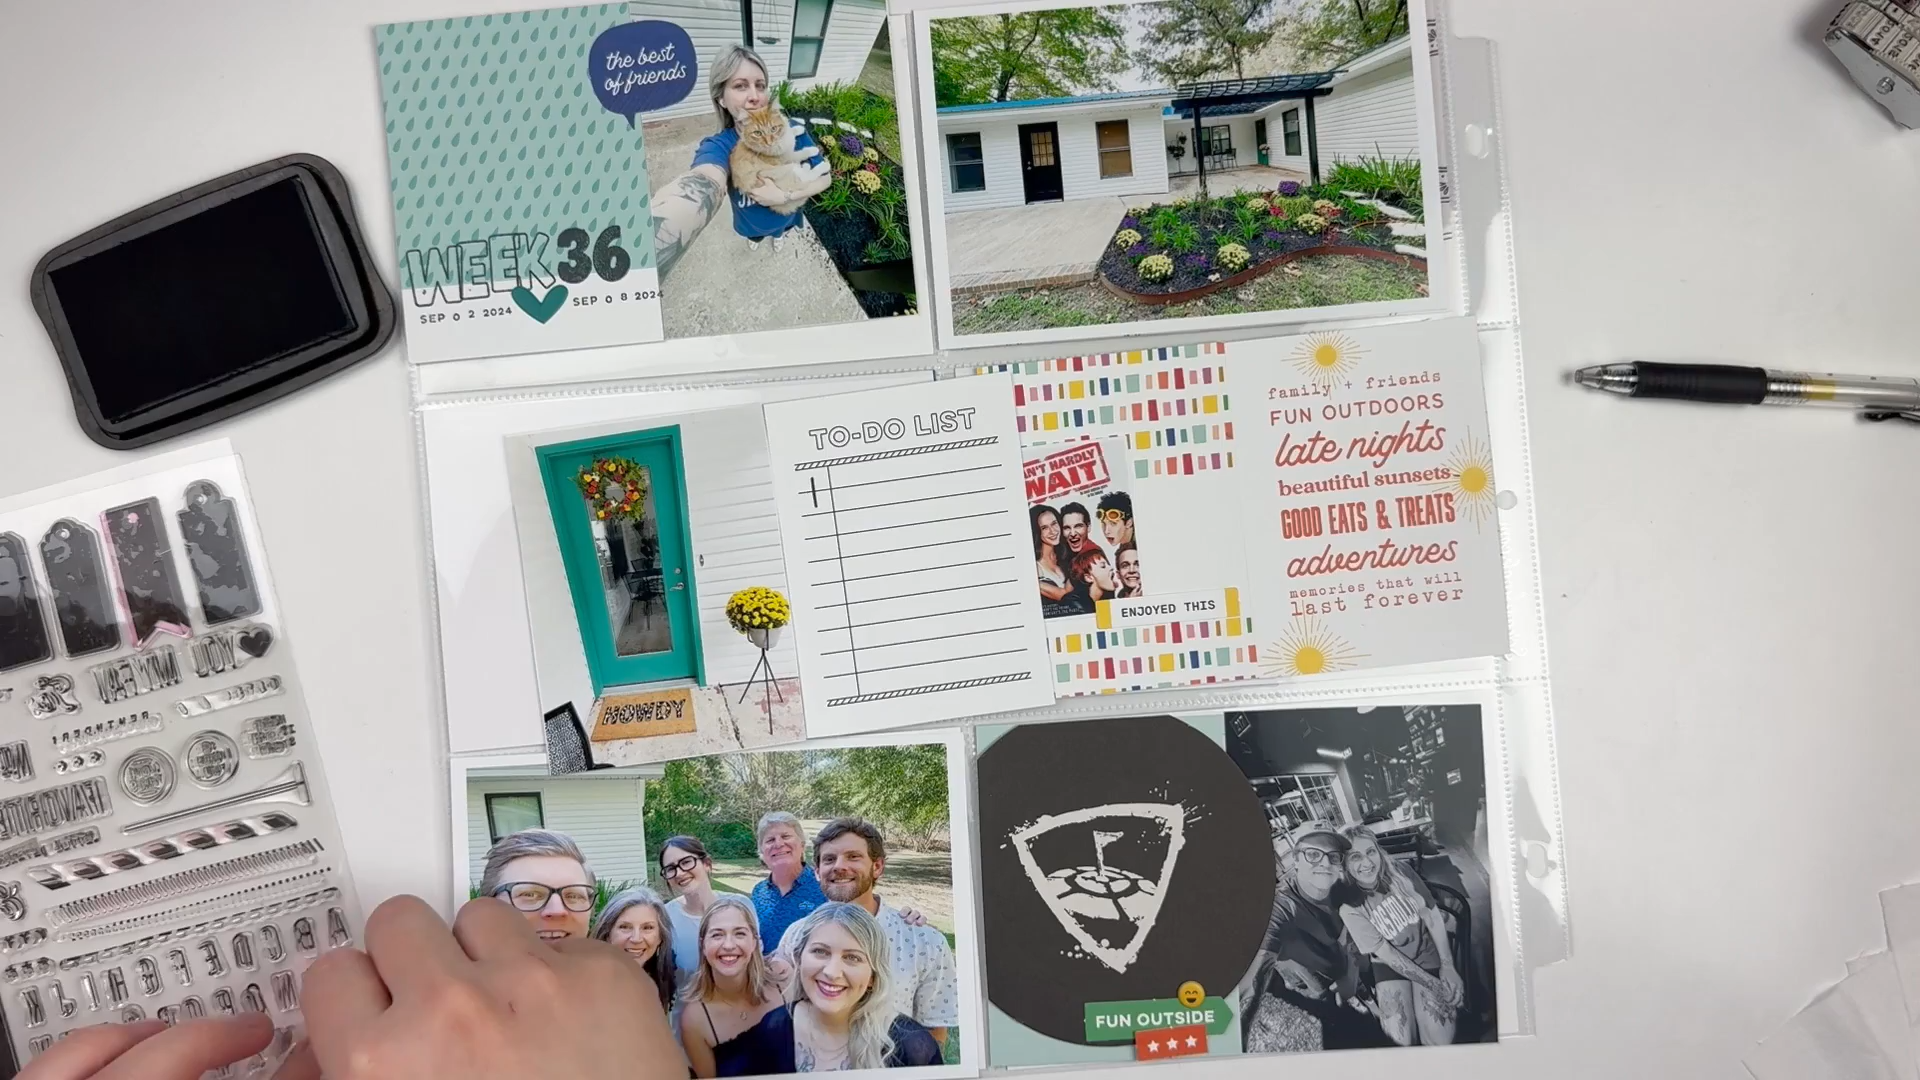 the best
of friends
WEEK 36
SEP 0 2 2024
SEP 0 8 2024
TO-DO LIST
1
AN'T HARDLY
WAIT
ENJOYED THIS
family + friends
FUN OUTDOORS
late nights
beautiful sunsets
GOOD EATS & TREATS
adventures
memories that will
last forever
HOWDY
FUN OUTSIDE